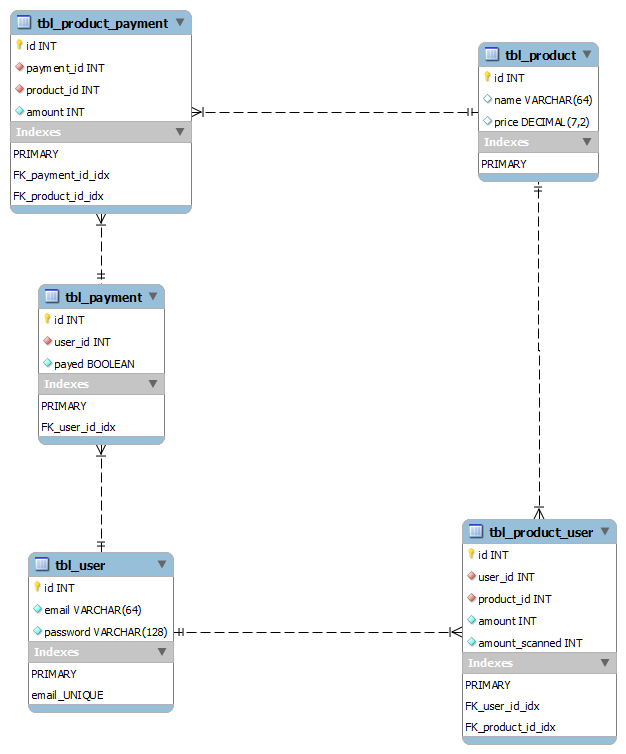 tbl_product_payment
id INT
payment_id INT
product_id INT
amount INT
Indexes
PRIMARY
FK_payment_id_idx
FK_product_id_idx
tbl_product
id INT
name VARCHAR(64)
price DECIMAL(7,2)
Indexes
PRIMARY
tbl_payment
id INT
user_id INT
payed BOOLEAN
Indexes
PRIMARY
FK_user_id_idx
tbl_user
id INT
email VARCHAR(64)
password VARCHAR(128)
Indexes
PRIMARY
email_UNIQUE
tbl_product_user
id INT
user_id INT
product_id INT
amount INT
amount_scanned INT
Indexes
PRIMARY
FK_user_id_idx
FK_product_id_idx